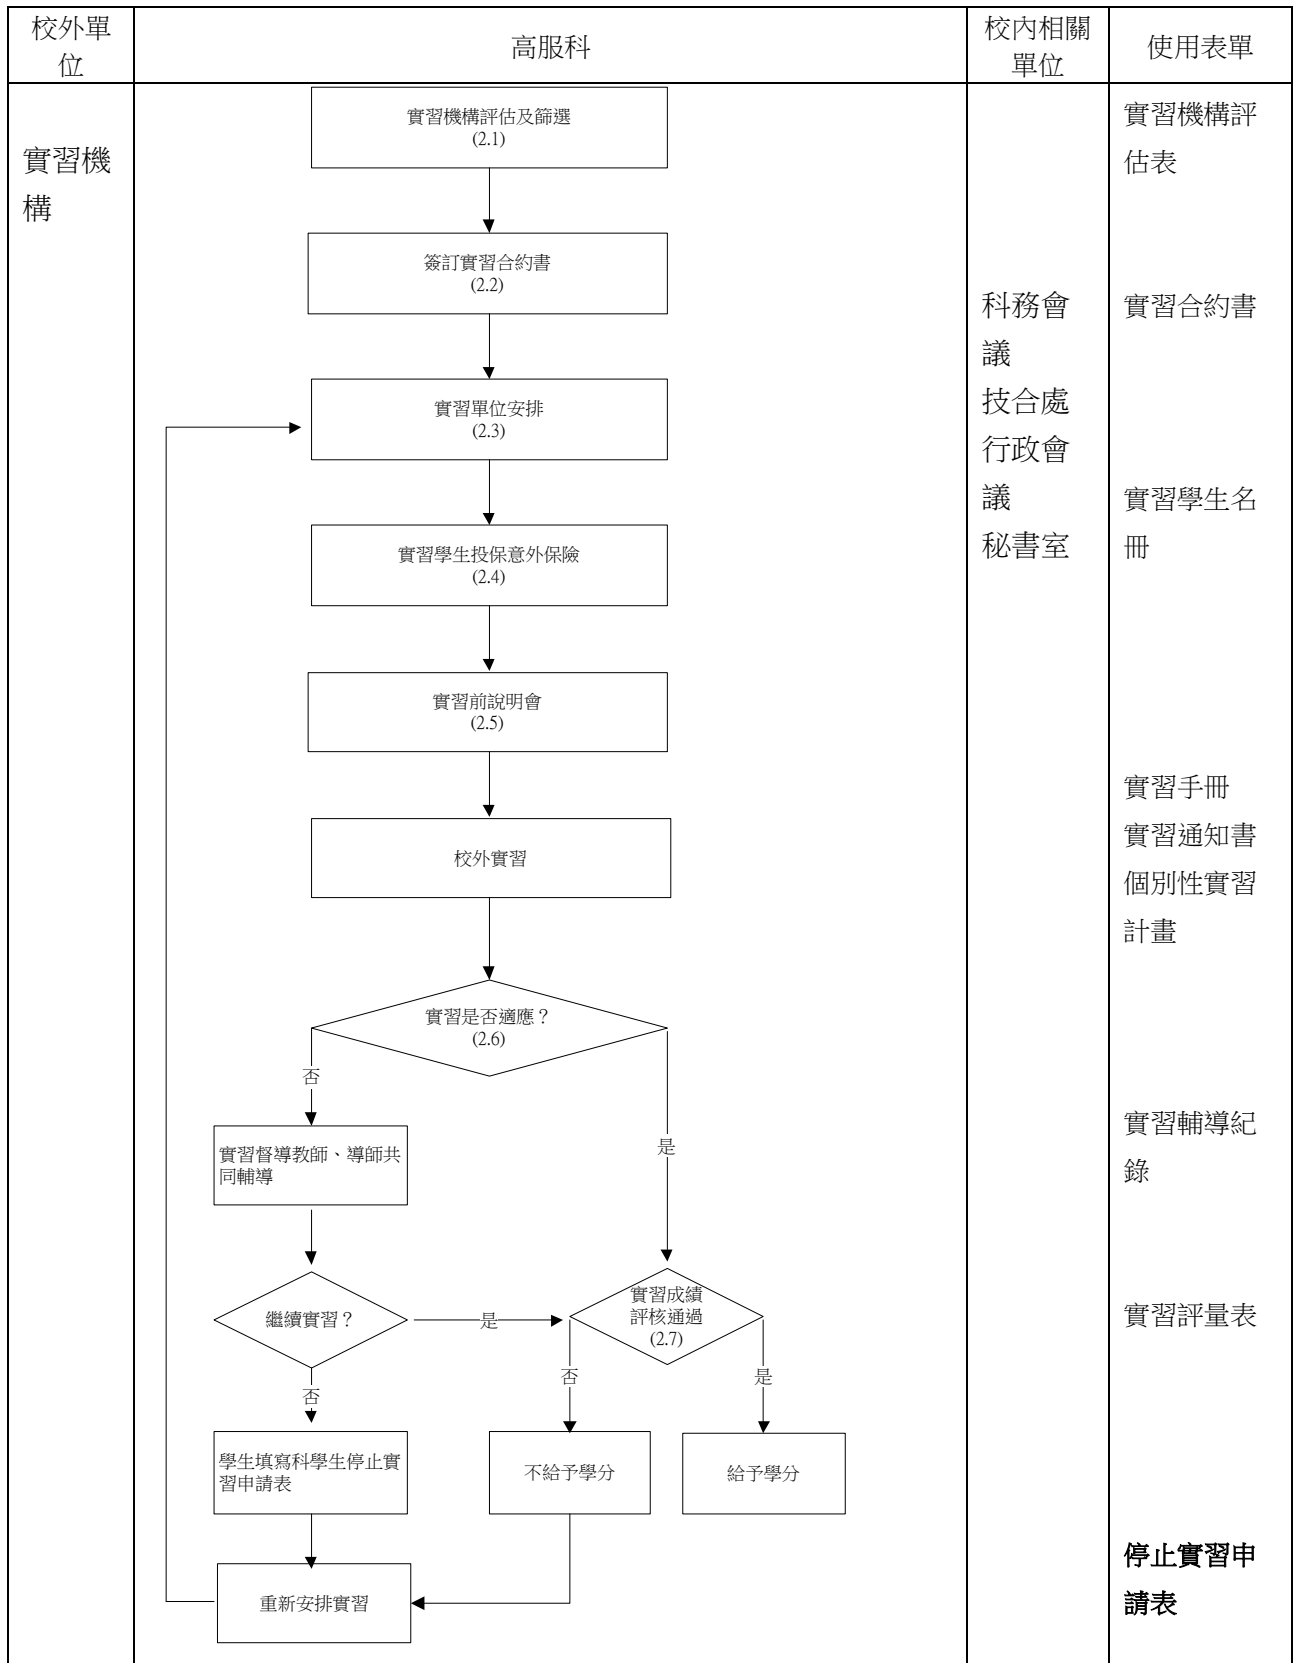 校外單
位
高服科
校內相關
單位
使用表單
實習機
構
實習機構評估及篩選
(2.1)
簽訂實習合約書
(2.2)
實習單位安排
(2.3)
實習學生投保意外保險
(2.4)
實習前說明會
(2.5)
校外實習
實習是否適應？
(2.6)
否
是
實習督導教師、導師共
同輔導
繼續實習？
是
實習成績
評核通過
(2.7)
否
否
是
學生填寫科學生停止實
習申請表
不給予學分
給予學分
重新安排實習
科務會
議
技合處
行政會
議
秘書室
實習機構評
估表
實習合約書
實習學生名
冊
實習手冊
實習通知書
個別性實習
計畫
實習輔導紀
錄
實習評量表
停止實習申
請表